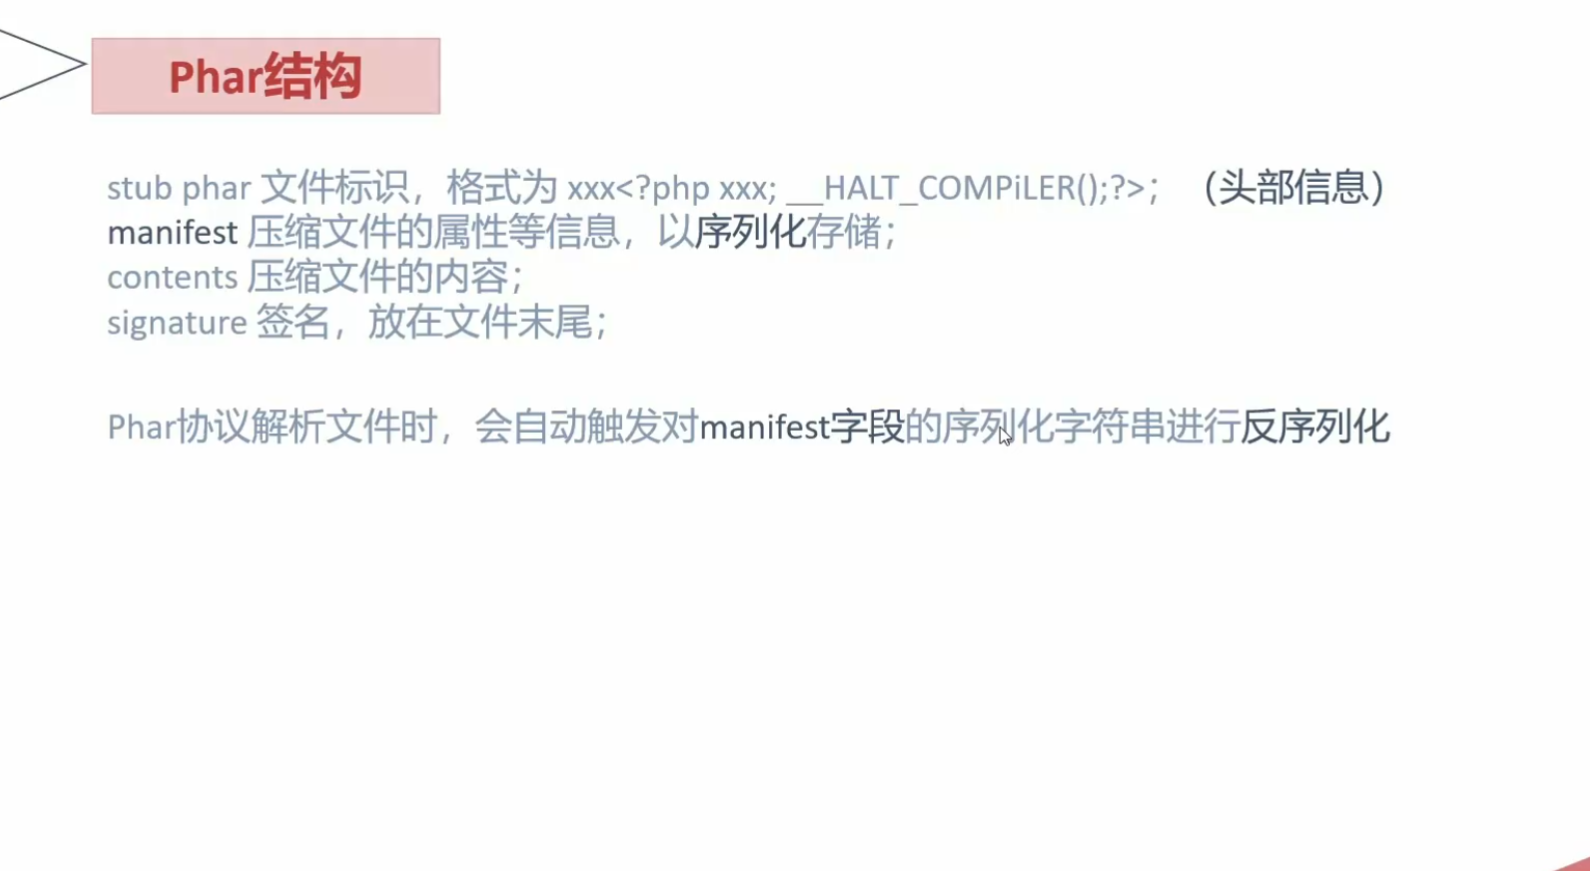 Phar结构
stub phar 文件标识，格式为 xxx<?php xxx; __HALT_COMPiLER();?>；（头部信息）
manifest 压缩文件的属性等信息，以序列化存储；
contents 压缩文件的内容；
signature 签名，放在文件末尾；
Phar协议解析文件时，会自动触发对manifest字段的序列化字符串进行反序列化